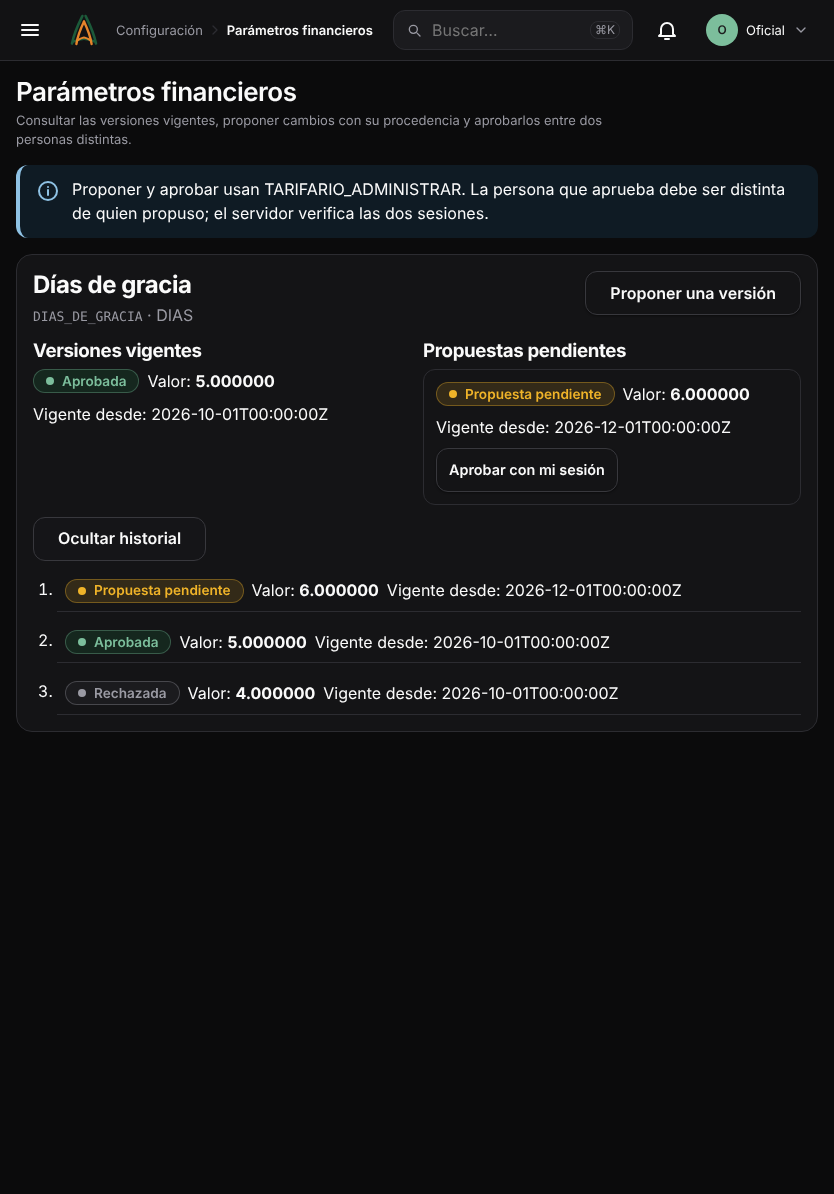 Configuración > Parámetros financieros
Buscar...
⌘K
O
Oficial
Parámetros financieros
Consultar las versiones vigentes, proponer cambios con su procedencia y aprobarlos entre dos
personas distintas.
Proponer y aprobar usan TARIFARIO_ADMINISTRAR. La persona que aprueba debe ser distinta
de quien propuso; el servidor verifica las dos sesiones.
Días de gracia
Proponer una versión
DIAS_DE_GRACIA · DIAS
Versiones vigentes
Aprobada Valor: 5.000000
Vigente desde: 2026-10-01T00:00:00Z
Propuestas pendientes
Propuesta pendiente Valor: 6.000000
Vigente desde: 2026-12-01T00:00:00Z
Aprobar con mi sesión
Ocultar historial
1. Propuesta pendiente Valor: 6.000000 Vigente desde: 2026-12-01T00:00:00Z
2. Aprobada Valor: 5.000000 Vigente desde: 2026-10-01T00:00:00Z
3. Rechazada Valor: 4.000000 Vigente desde: 2026-10-01T00:00:00Z